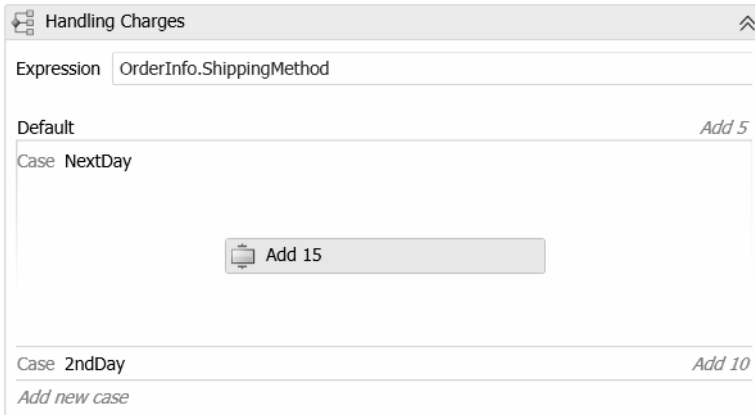 Handling Charges
Expression OrderInfo.ShippingMethod
Default Add 5
Case NextDay
Add 15
Case 2ndDay Add 10
Add new case